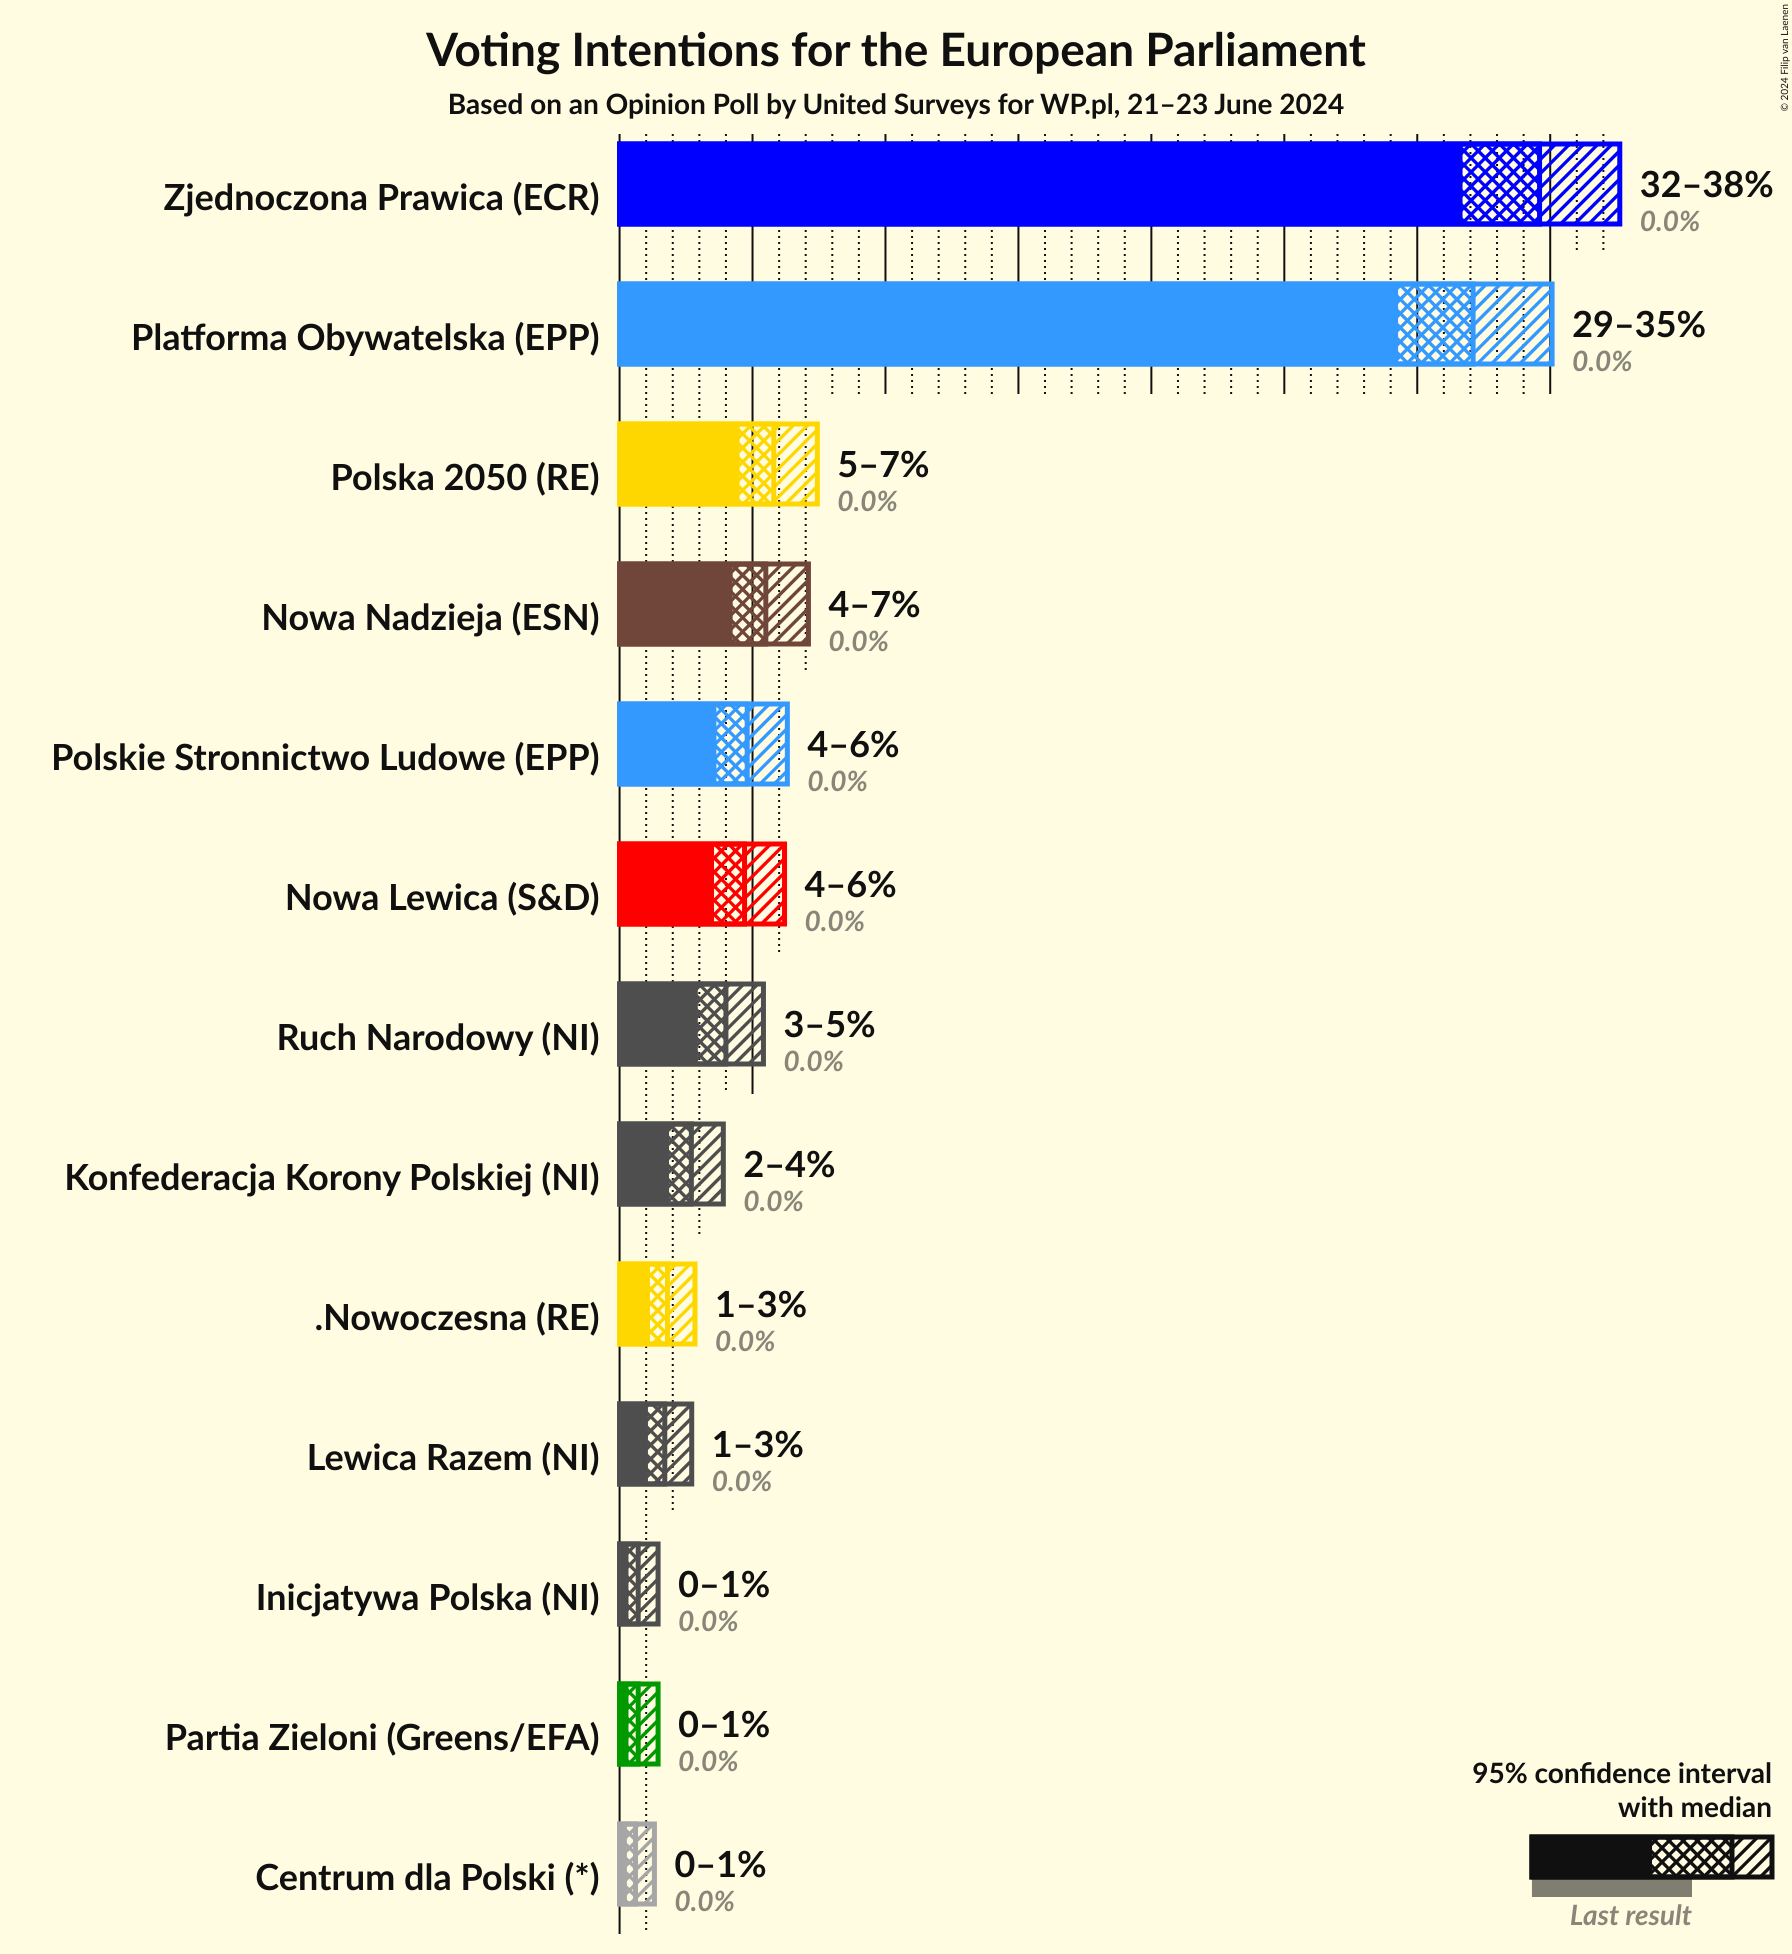 © 2024 Filip van Laenen
Voting Intentions for the European Parliament
Based on an Opinion Poll by United Surveys for WP.pl, 21–23 June 2024
Zjednoczona Prawica (ECR)
32–38%
0.0%
Platforma Obywatelska (EPP)
29–35%
0.0%
Polska 2050 (RE)
5–7%
0.0%
Nowa Nadzieja (ESN)
4–7%
0.0%
Polskie Stronnictwo Ludowe (EPP)
4–6%
0.0%
Nowa Lewica (S&D)
4–6%
0.0%
Ruch Narodowy (NI)
3–5%
0.0%
Konfederacja Korony Polskiej (NI)
2–4%
0.0%
.Nowoczesna (RE)
1–3%
0.0%
Lewica Razem (NI)
1–3%
0.0%
Inicjatywa Polska (NI)
0–1%
0.0%
Partia Zieloni (Greens/EFA)
0–1%
0.0%
Centrum dla Polski (*)
0–1%
0.0%
95% confidence interval
with median
Last result